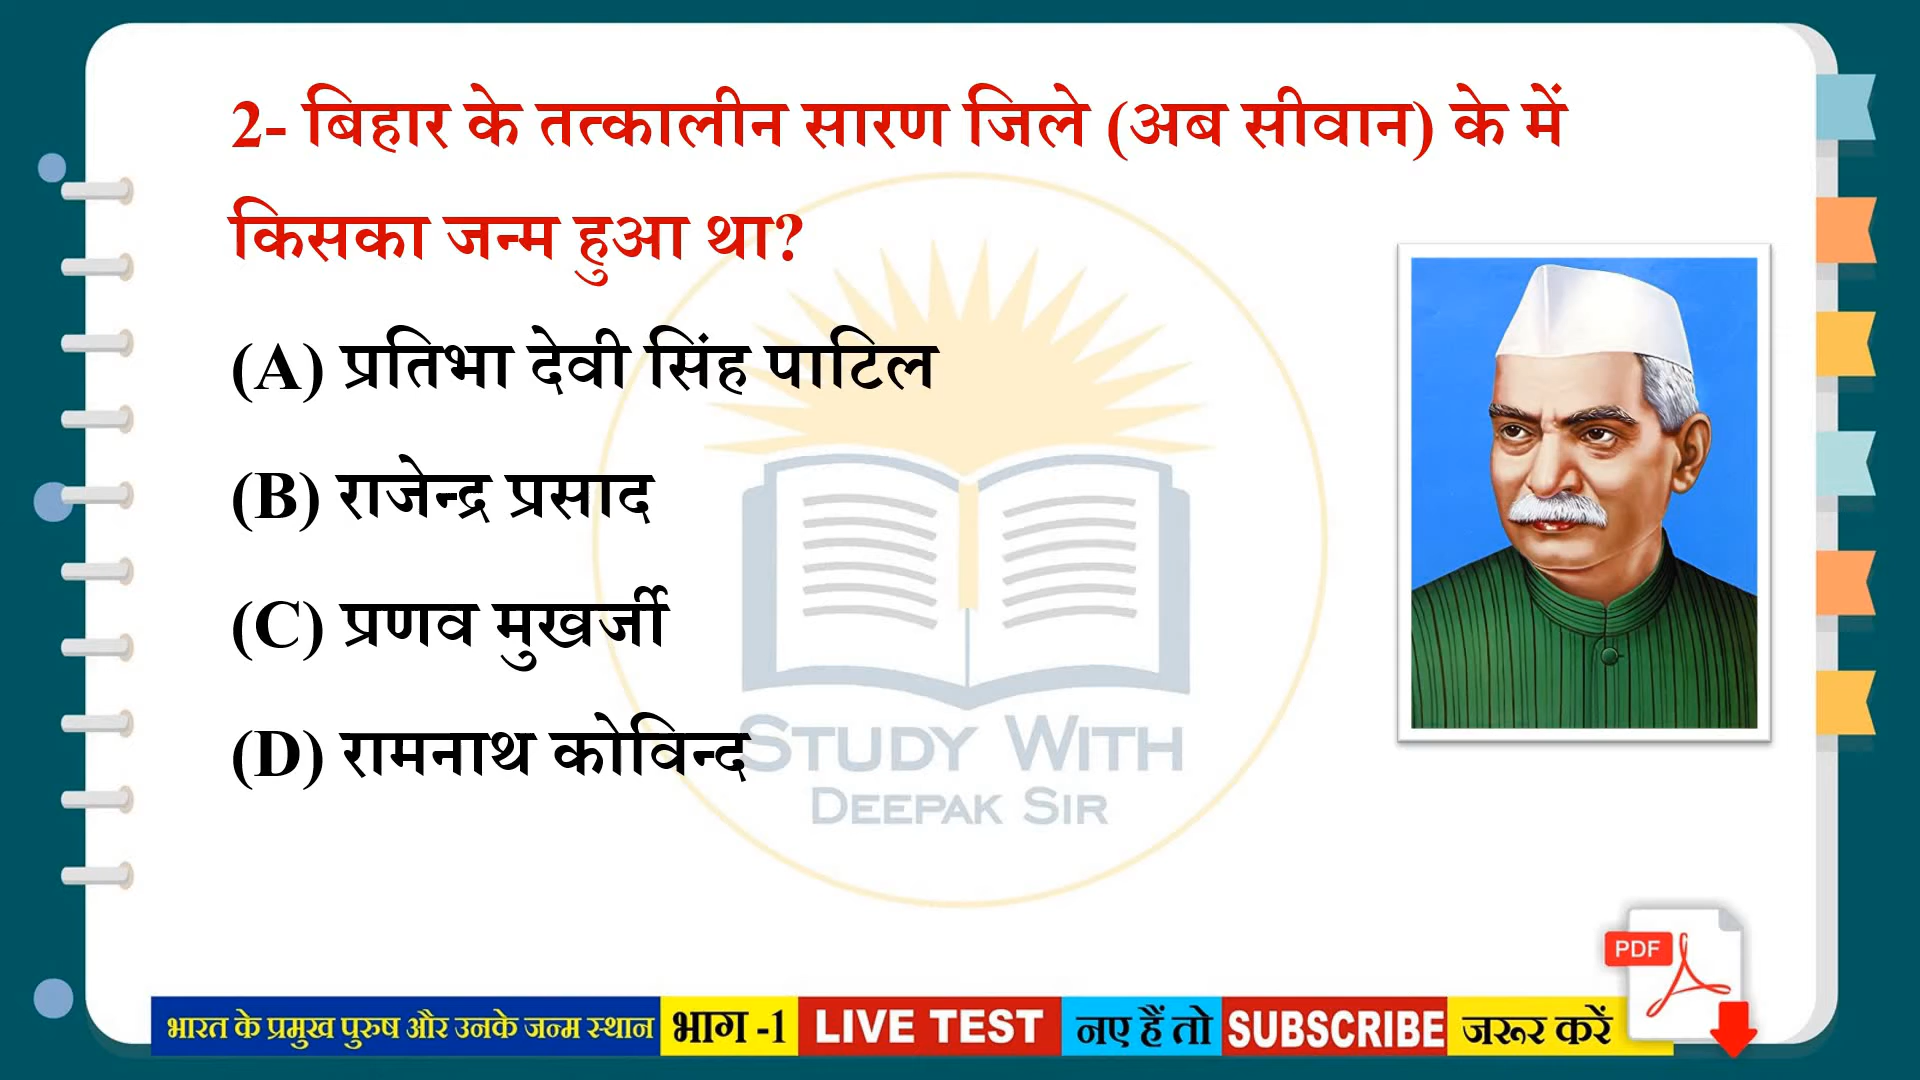 2- बिहार के तत्कालीन सारण जिले (अब सीवान) के में
किसका जन्म हुआ था?
(A) प्रतिभा देवी सिंह पाटिल
(B) राजेन्द्र प्रसाद
(C) प्रणव मुखर्जी
(D) रामनाथ कोविन्द
STUDY WITH
DEEPAK SIR
PDF
भारत के प्रमुख पुरुष और उनके जन्म स्थान भाग -1 LIVE TEST नए हैं तो SUBSCRIBE जरूर करें